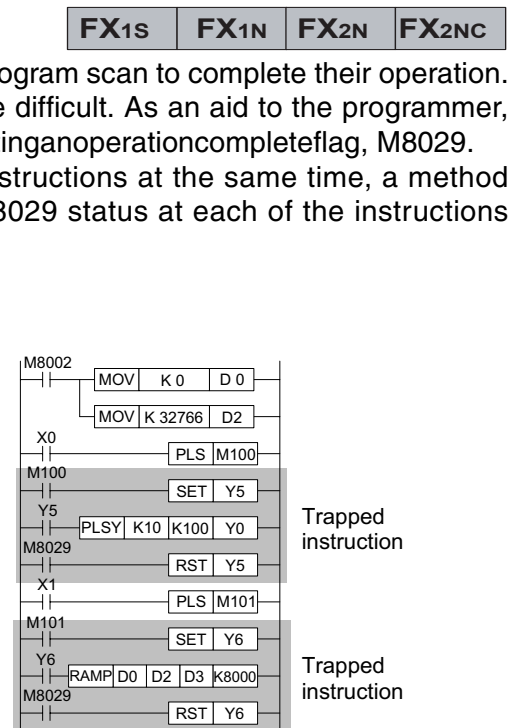 FX1S FX1N FX2N FX2NC
ogram scan to complete their operation.
e difficult. As an aid to the programmer,
inganoperationcompleteflag, M8029.
structions at the same time, a method
8029 status at each of the instructions
M8002
MOV K 0 D 0
MOV K 32766 D2
X0
PLS M100
M100
SET Y5
Y5
PLSY K10 K100 Y0
Trapped
instruction
M8029
RST Y5
X1
PLS M101
M101
SET Y6
Y6
RAMP D0 D2 D3 K8000
Trapped
instruction
M8029
RST Y6